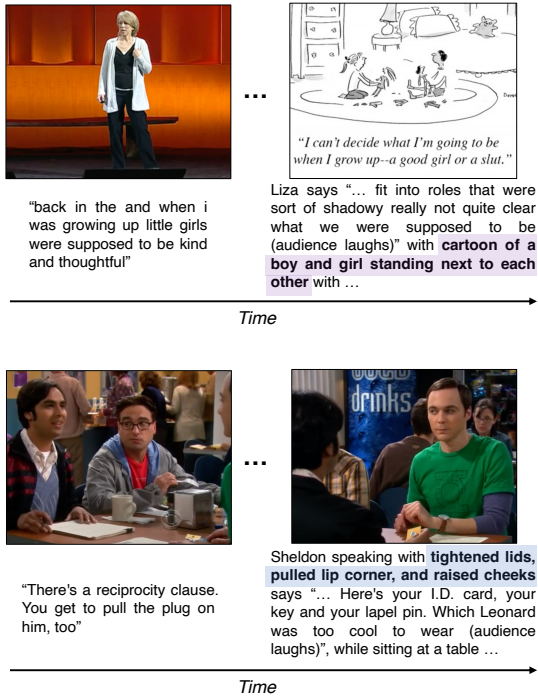 ...
"I can't decide what I'm going to be
when I grow up--a good girl or a slut."
"back in the and when i
was growing up little girls
were supposed to be kind
and thoughtful"
Liza says "... fit into roles that were
sort of shadowy really not quite clear
what we were supposed to be
(audience laughs)" with cartoon of a
boy and girl standing next to each
other with ...
Time
drinks
...
"There's a reciprocity clause.
You get to pull the plug on
him, too"
Sheldon speaking with tightened lids,
pulled lip corner, and raised cheeks
says "... Here's your I.D. card, your
key and your lapel pin. Which Leonard
was too cool to wear (audience
laughs)", while sitting at a table ...
Time